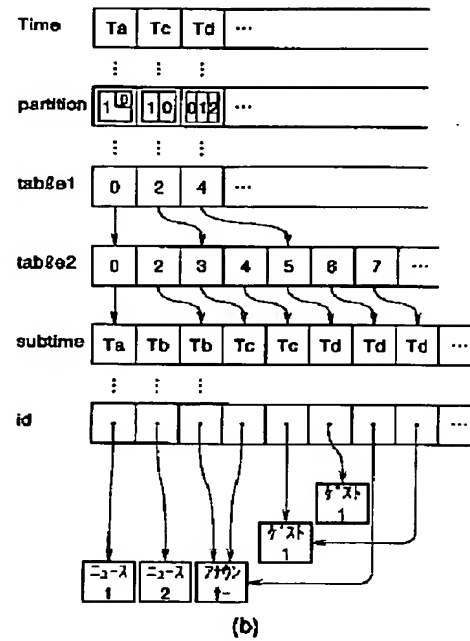 Time Ta Tc Td …
partition 1 0 1 0 0 1 2 …
table1 0 2 4 …
table2 0 2 3 4 5 6 7 …
subtime Ta Tb Tb Tc Tc Td Td Td …
id
ゲスト
1
ゲスト
1
ニュース ニュース アナウン
1 2 サー
(b)